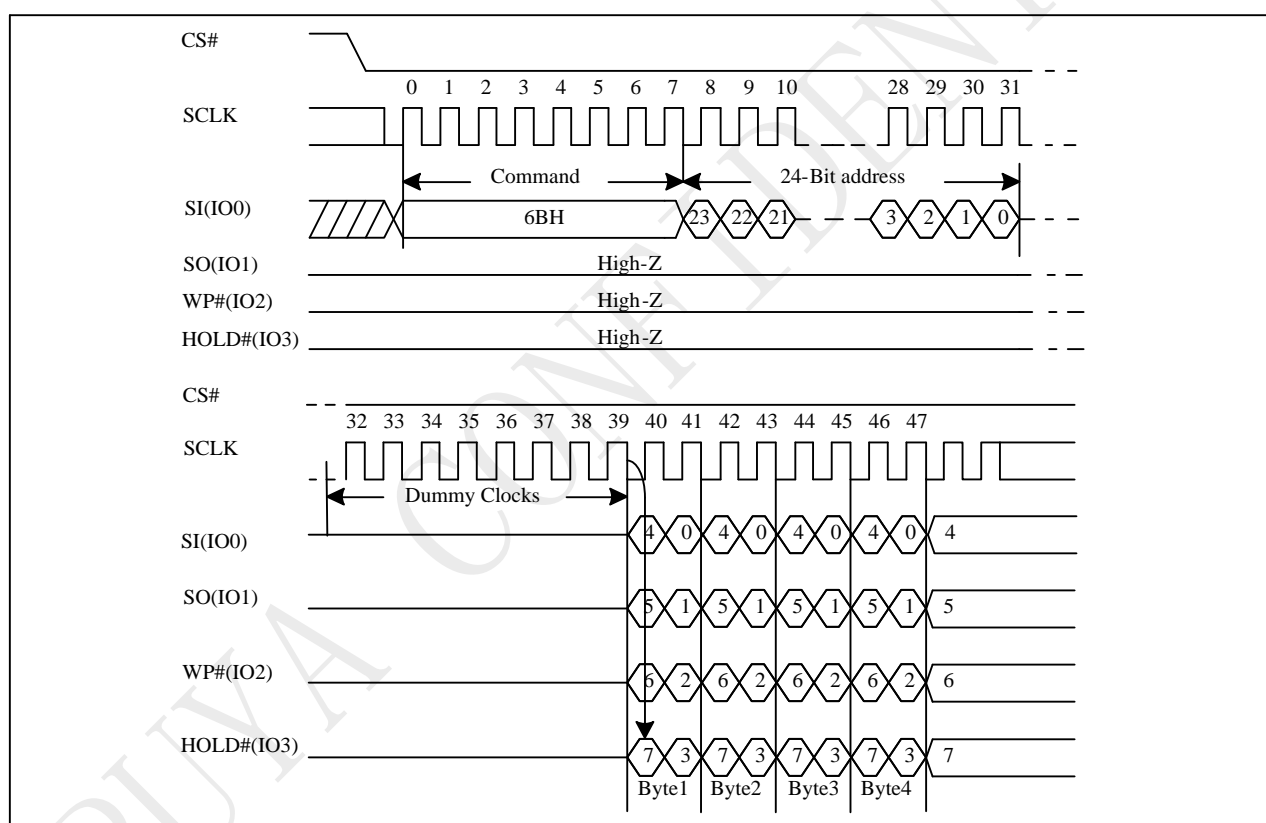 CS#
0 1 2 3 4 5 6 7 8 9 10 28 29 30 31
SCLK
Command 24-Bit address
SI(IO0) 6BH 23 22 21 3 2 1 0
SO(IO1) High-Z
WP#(IO2) High-Z
HOLD#(IO3) High-Z
CS#
32 33 34 35 36 37 38 39 40 41 42 43 44 45 46 47
SCLK
Dummy Clocks
SI(IO0) 4 0 4 0 4 0 4 0 4
SO(IO1) 5 1 5 1 5 1 5 1 5
WP#(IO2) 6 2 6 2 6 2 6 2 6
HOLD#(IO3) 7 3 7 3 7 3 7 3 7
Byte1 Byte2 Byte3 Byte4
PUYA CONFIDENT